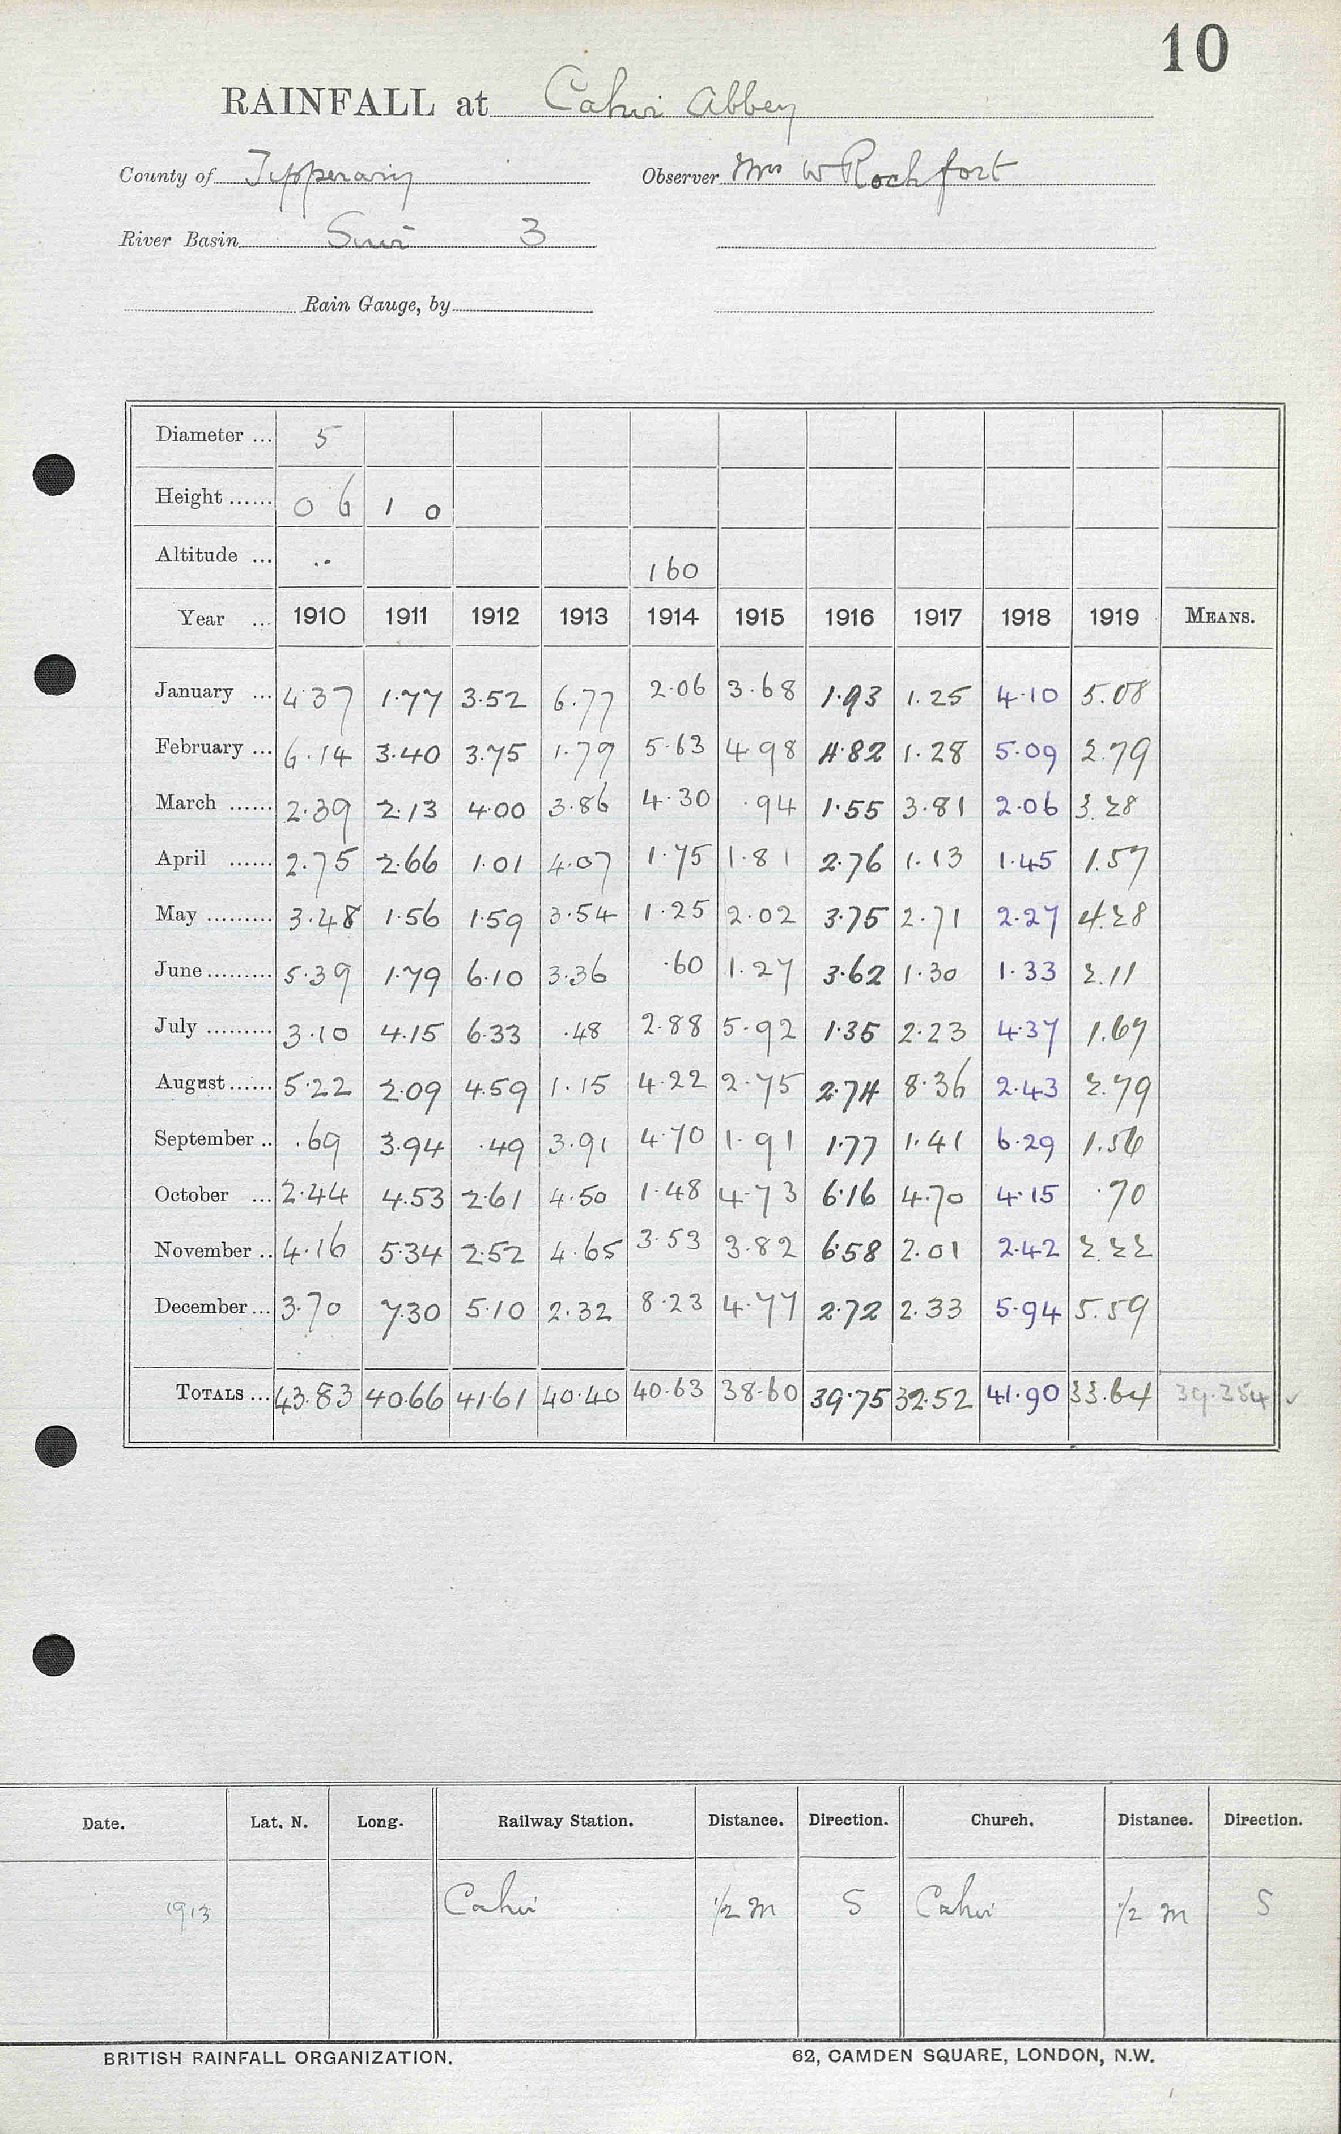 10
RAINFALL at Cahir Abbey
County of Tipperary Observer Mrs W Rochfort
River Basin Suir 3
Rain Gauge, by
Diameter ... 5
Height ...... 0 6 1 0
Altitude ... .. 160
Year ... 1910 1911 1912 1913 1914 1915 1916 1917 1918 1919 MEANS.
January ... 4.37 1.77 3.52 6.77 2.06 3.68 1.93 1.25 4.10 5.08
February ... 6.14 3.40 3.75 1.79 5.63 4.98 4.82 1.28 5.09 2.79
March ...... 2.39 2.13 4.00 3.86 4.30 .94 1.55 3.81 2.06 3.28
April ...... 2.75 2.66 1.01 4.07 1.75 1.81 2.76 1.13 1.45 1.57
May ......... 3.48 1.56 1.59 3.54 1.25 2.02 3.75 2.71 2.27 4.28
June ......... 5.39 1.79 6.10 3.36 .60 1.27 3.62 1.30 1.33 2.11
July ......... 3.10 4.15 6.33 .48 2.88 5.92 1.35 2.23 4.37 1.67
August ...... 5.22 2.09 4.59 1.15 4.22 2.75 2.74 8.36 2.43 2.79
September .. .69 3.94 .49 3.91 4.70 1.91 1.77 1.41 6.29 1.56
October ... 2.44 4.53 2.61 4.50 1.48 4.73 6.16 4.70 4.15 .70
November .. 4.16 5.34 2.52 4.65 3.53 3.82 6.58 2.01 2.42 2.22
December ... 3.70 7.30 5.10 2.32 8.23 4.77 2.72 2.33 5.94 5.59
TOTALS ... 43.83 40.66 41.61 40.40 40.63 38.60 39.75 32.52 41.90 33.64 39.354 ✓
Date. Lat. N. Long. Railway Station. Distance. Direction. Church. Distance. Direction.
1913 Cahir 1/2 m S Cahir 1/2 m S
BRITISH RAINFALL ORGANIZATION. 62, CAMDEN SQUARE, LONDON, N.W.